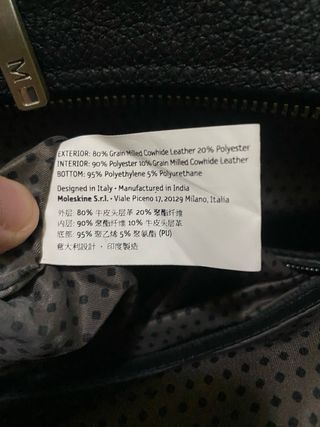 M
EXTERIOR: 80% Grain Milled Cowhide Leather 20% Polyester
INTERIOR: 90% Polyester 10% Grain Milled Cowhide Leather
BOTTOM: 95% Polyethylene 5% Polyurethane
Designed in Italy • Manufactured in India
Moleskine S.r.l. • Viale Piceno 17, 20129 Milano, Italia
外层: 80% 牛皮头层革 20% 聚酯纤维
内层: 90% 聚酯纤维 10% 牛皮头层革
底部: 95% 聚乙烯 5% 聚氨酯 (PU)
意大利設計 • 印度製造